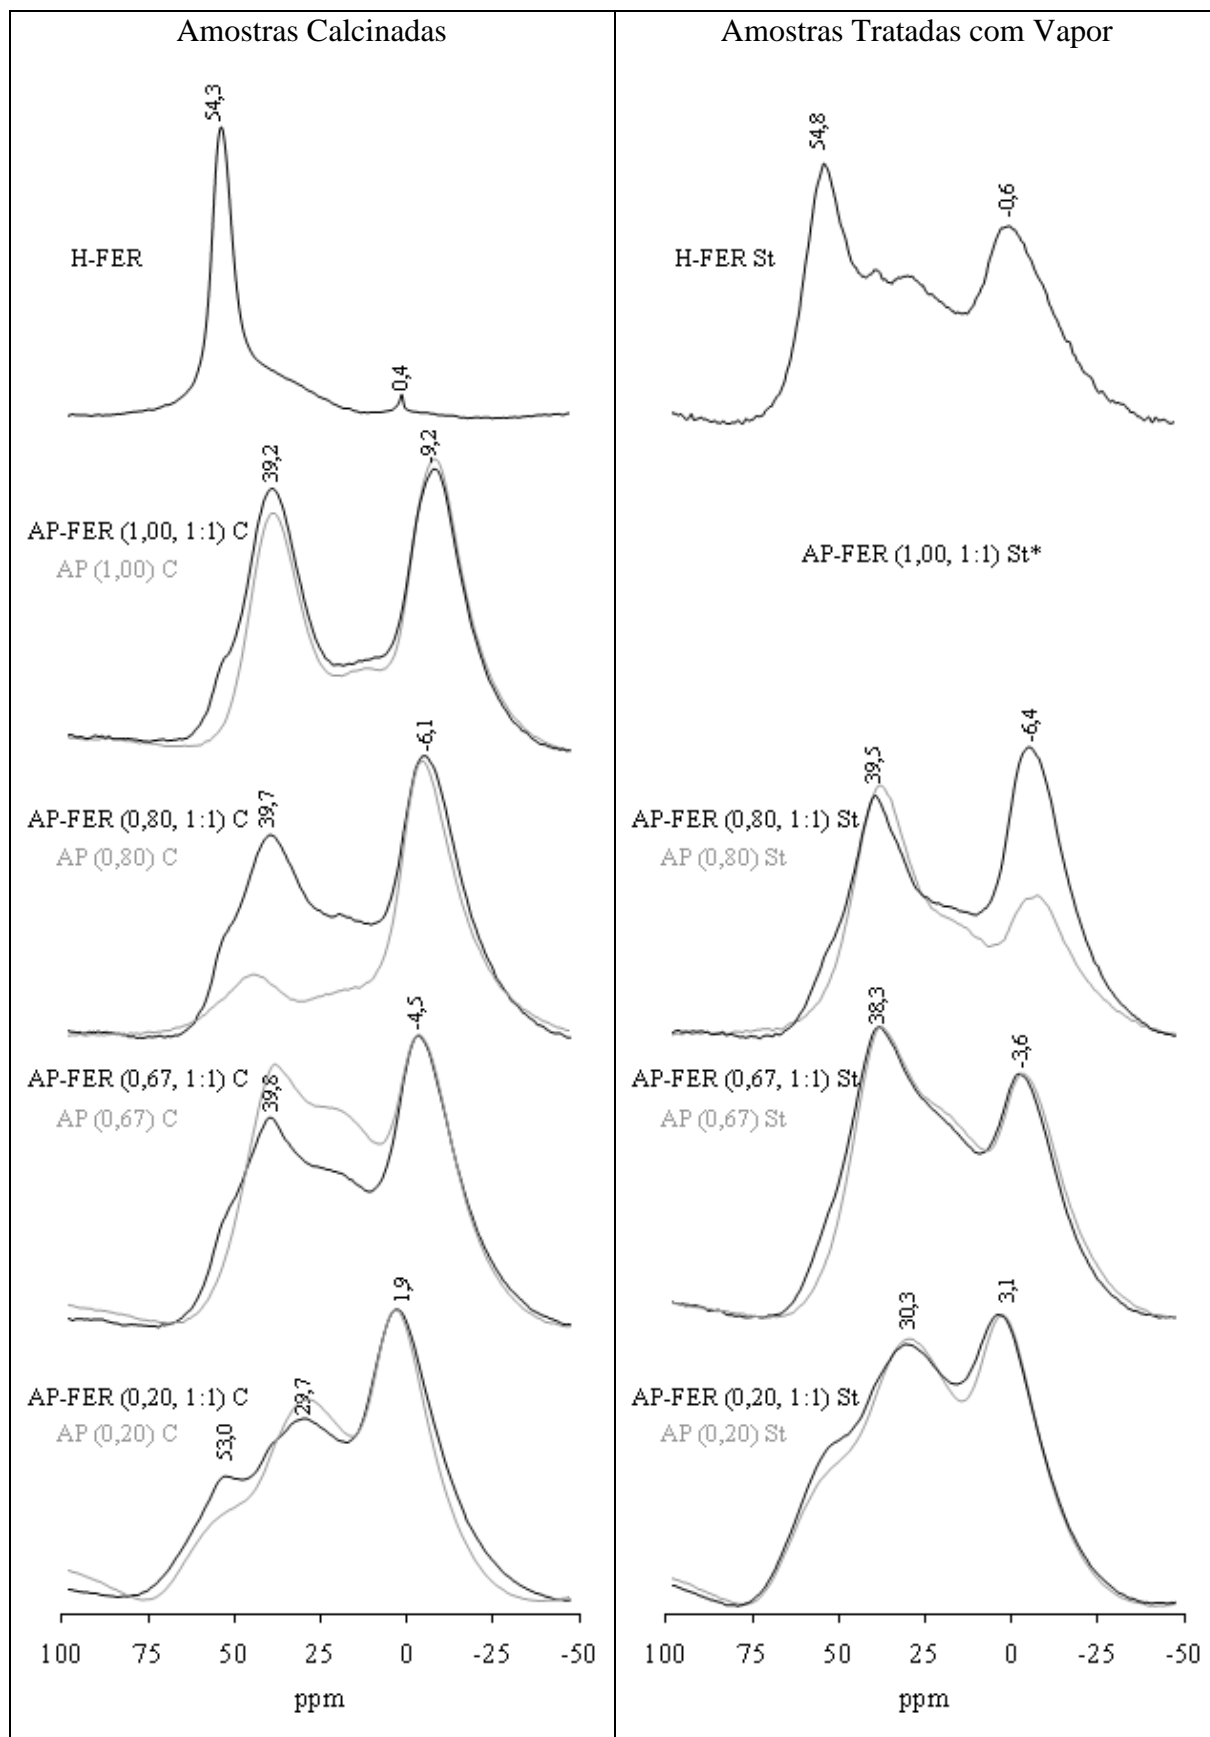 Amostras Calcinadas
54,3
H-FER
0,4
39,2
-9,2
AP-FER (1,00, 1:1) C
AP (1,00) C
39,7
-6,1
AP-FER (0,80, 1:1) C
AP (0,80) C
39,8
-4,5
AP-FER (0,67, 1:1) C
AP (0,67) C
53,0
29,7
1,9
AP-FER (0,20, 1:1) C
AP (0,20) C
100 75 50 25 0 -25 -50
ppm
Amostras Tratadas com Vapor
54,8
-0,6
H-FER St
AP-FER (1,00, 1:1) St*
39,5
-6,4
AP-FER (0,80, 1:1) St
AP (0,80) St
38,3
-3,6
AP-FER (0,67, 1:1) St
AP (0,67) St
30,3
3,1
AP-FER (0,20, 1:1) St
AP (0,20) St
100 75 50 25 0 -25 -50
ppm